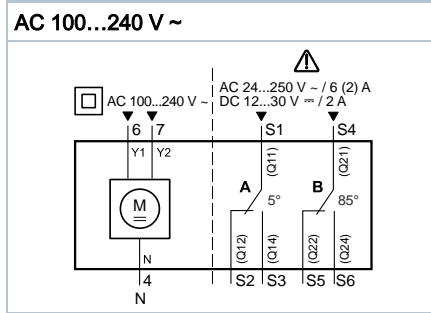 AC 100...240 V ~
AC 100...240 V ~
AC 24...250 V ~ / 6 (2) A
DC 12...30 V ⎓ / 2 A
6 7 S1 S4
Y1 Y2 (Q11) (Q21)
A 5° B 85°
M
N (Q12) (Q14) (Q22) (Q24)
4 S2 S3 S5 S6
N